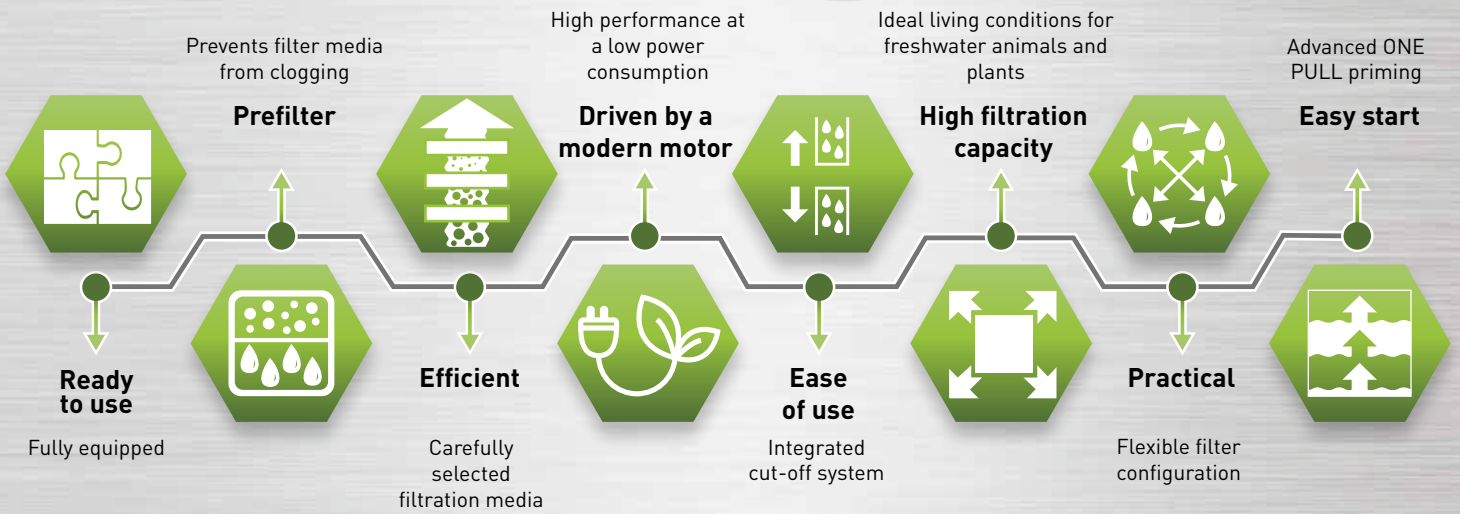 Ready
to use
Fully equipped
Prevents filter media
from clogging
Prefilter
Efficient
Carefully
selected
filtration media
High performance at
a low power
consumption
Driven by a
modern motor
Ease
of use
Integrated
cut-off system
Ideal living conditions for
freshwater animals and
plants
High filtration
capacity
Practical
Flexible filter
configuration
Advanced ONE
PULL priming
Easy start